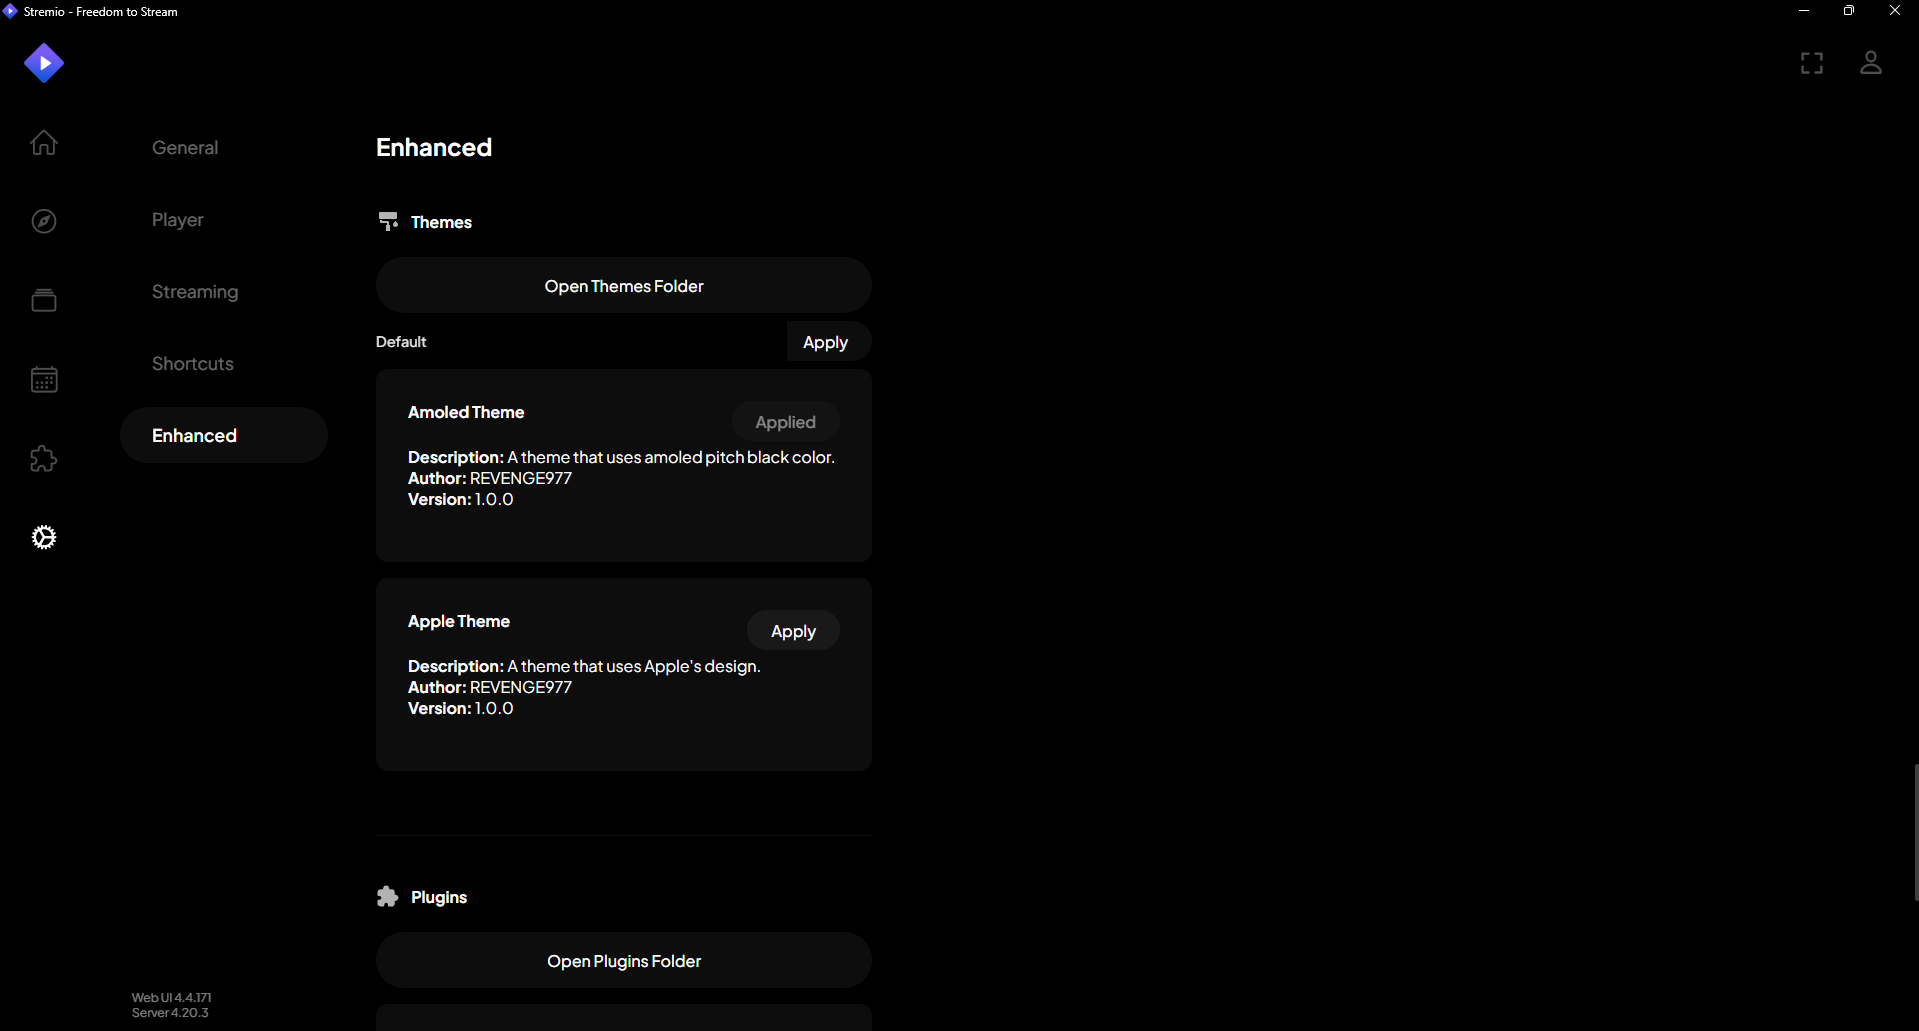 Stremio - Freedom to Stream
General
Player
Streaming
Shortcuts
Enhanced
Enhanced
Themes
Open Themes Folder
Default
Apply
Amoled Theme
Applied
Description: A theme that uses amoled pitch black color.
Author: REVENGE977
Version: 1.0.0
Apple Theme
Apply
Description: A theme that uses Apple's design.
Author: REVENGE977
Version: 1.0.0
Plugins
Open Plugins Folder
Web UI 4.4.171
Server 4.20.3